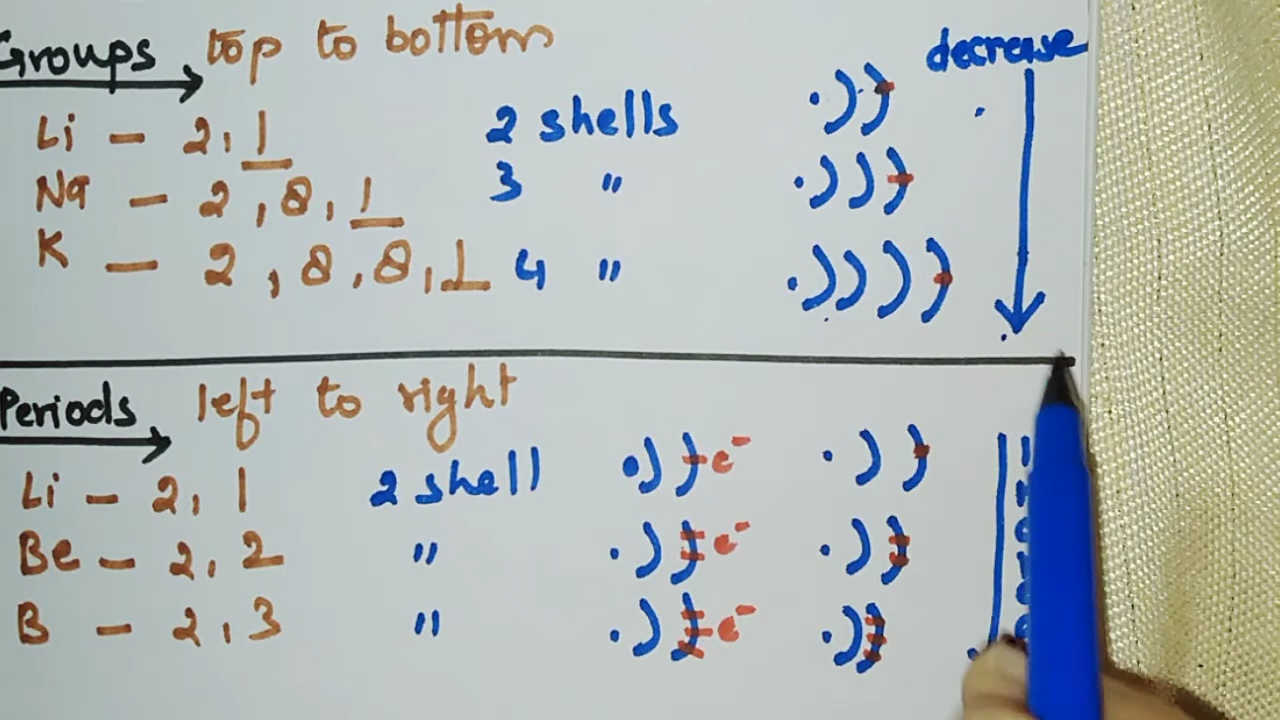 Groups top to bottom decrease
Li - 2, 1 2 shells
Na - 2, 8, 1 3 "
K - 2, 8, 8, 1 4 "
Periods left to right
Li - 2, 1 2 shell e⁻
Be - 2, 2 " e⁻
B - 2, 3 " e⁻